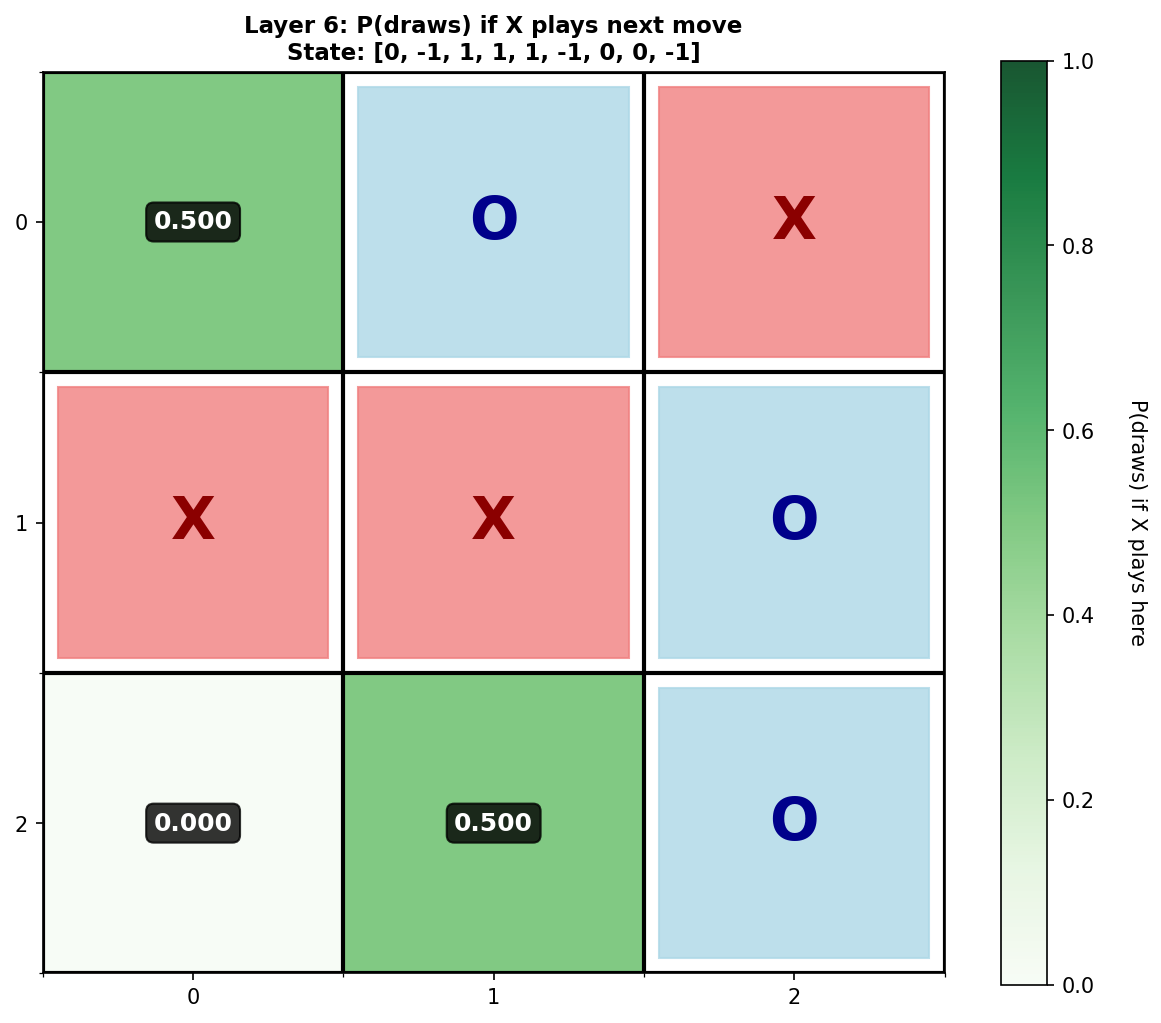 Layer 6: P(draws) if X plays next move
State: [0, -1, 1, 1, 1, -1, 0, 0, -1]
0.500
O
X
X
X
O
0.000
0.500
O
0
1
2
0
1
2
1.0
0.8
0.6
0.4
0.2
0.0
P(draws) if X plays here